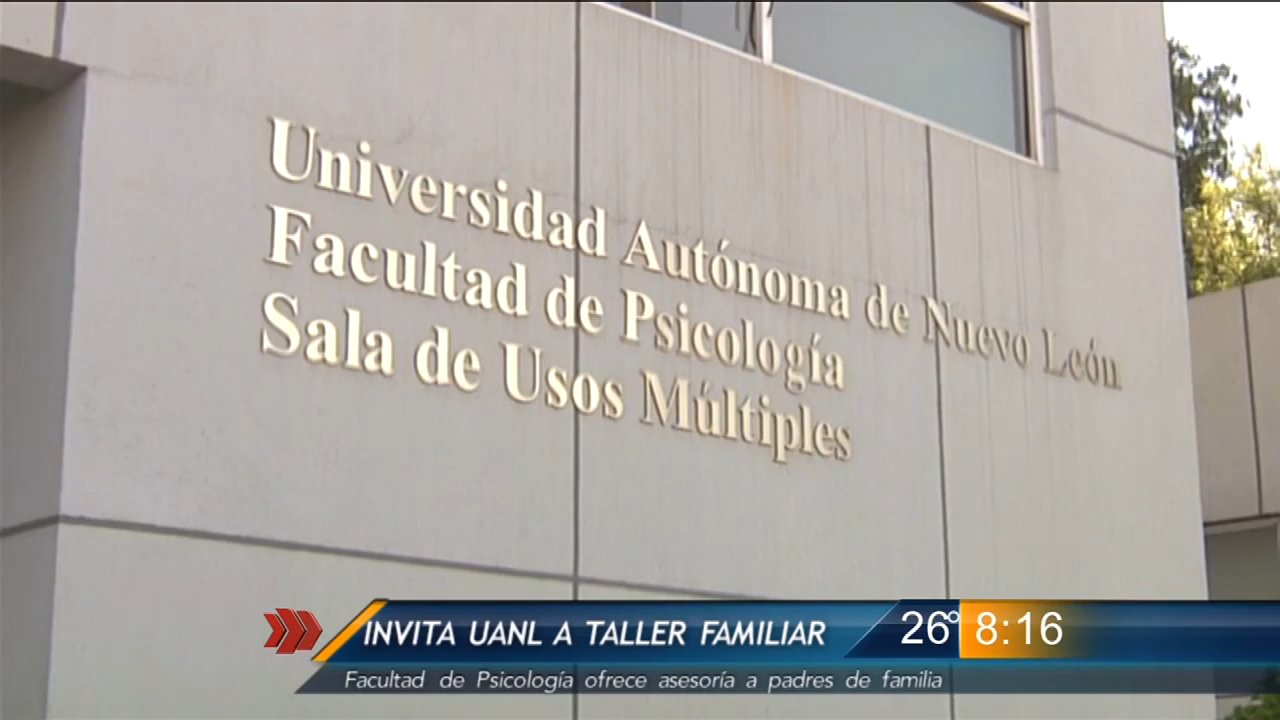 Universidad Autónoma de Nuevo León
Facultad de Psicología
Sala de Usos Múltiples
INVITA UANL A TALLER FAMILIAR
26° 8:16
Facultad de Psicología ofrece asesoría a padres de familia